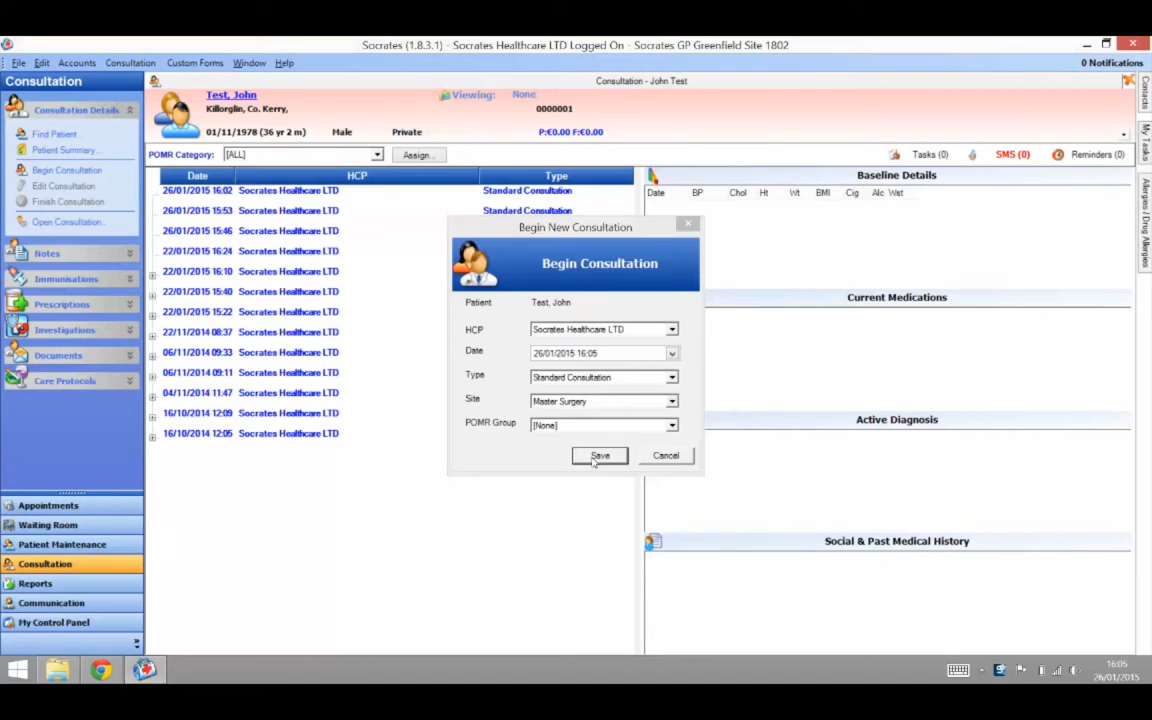 Socrates (1.8.3.1) - Socrates Healthcare LTD Logged On - Socrates GP Greenfield Site 1802
File Edit Accounts Consultation Custom Forms Window Help
0 Notifications
Consultation
Consultation - John Test
Consultation Details
Find Patient...
Patient Summary...
Begin Consultation
Edit Consultation
Finish Consultation
Open Consultation...
Notes
Immunisations
Prescriptions
Investigations
Documents
Care Protocols
Appointments
Waiting Room
Patient Maintenance
Consultation
Reports
Communication
My Control Panel
Test, John
Viewing: None
Killorglin, Co. Kerry,
0000001
01/11/1978 (36 yr 2 m) Male Private P:€0.00 F:€0.00
POMR Category: [ALL] Assign...
Tasks (0) SMS (0) Reminders (0)
Date HCP Type
26/01/2015 16:02 Socrates Healthcare LTD Standard Consultation
26/01/2015 15:53 Socrates Healthcare LTD Standard Consultation
26/01/2015 15:46 Socrates Healthcare LTD
22/01/2015 16:24 Socrates Healthcare LTD
22/01/2015 16:10 Socrates Healthcare LTD
22/01/2015 15:40 Socrates Healthcare LTD
22/01/2015 15:22 Socrates Healthcare LTD
22/11/2014 08:37 Socrates Healthcare LTD
06/11/2014 09:33 Socrates Healthcare LTD
06/11/2014 09:11 Socrates Healthcare LTD
04/11/2014 11:47 Socrates Healthcare LTD
16/10/2014 12:09 Socrates Healthcare LTD
16/10/2014 12:05 Socrates Healthcare LTD
Begin New Consultation
Begin Consultation
Patient Test, John
HCP Socrates Healthcare LTD
Date 26/01/2015 16:05
Type Standard Consultation
Site Master Surgery
POMR Group [None]
Save Cancel
Baseline Details
Date BP Chol Ht Wt BMI Cig Alc Wst
Current Medications
Active Diagnosis
Social & Past Medical History
Contacts
My Tasks
Allergies / Drug Allergies
16:05
26/01/2015